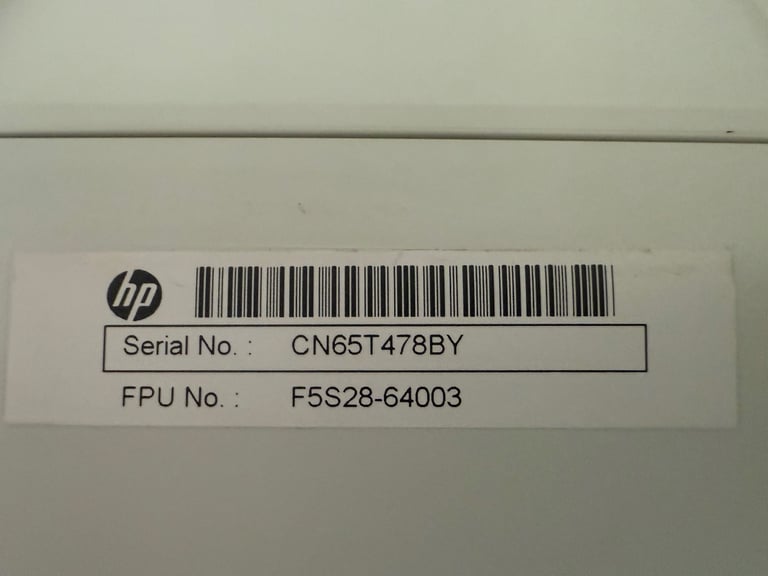 hp
Serial No. : CN65T478BY
FPU No. : F5S28-64003